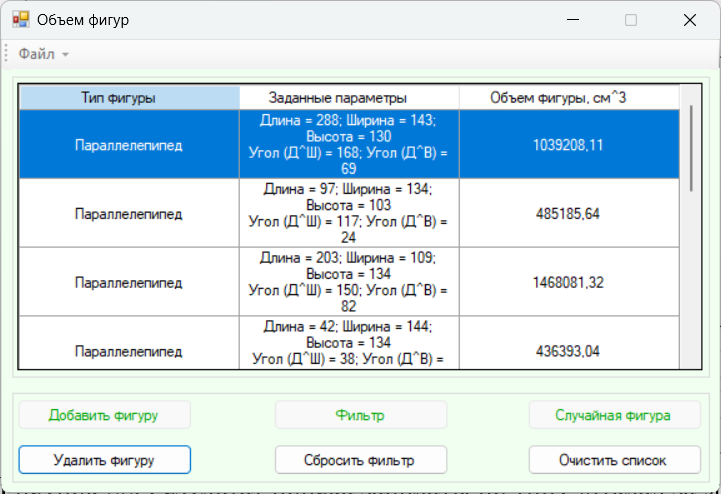 Объем фигур
Файл
Тип фигуры
Заданные параметры
Объем фигуры, см^3
Параллелепипед
Длина = 288; Ширина = 143;
Высота = 130
Угол (Д^Ш) = 168; Угол (Д^В) =
69
1039208,11
Параллелепипед
Длина = 97; Ширина = 134;
Высота = 103
Угол (Д^Ш) = 117; Угол (Д^В) =
24
485185,64
Параллелепипед
Длина = 203; Ширина = 109;
Высота = 134
Угол (Д^Ш) = 150; Угол (Д^В) =
82
1468081,32
Параллелепипед
Длина = 42; Ширина = 144;
Высота = 134
Угол (Д^Ш) = 38; Угол (Д^В) =
436393,04
Добавить фигуру
Фильтр
Случайная фигура
Удалить фигуру
Сбросить фильтр
Очистить список